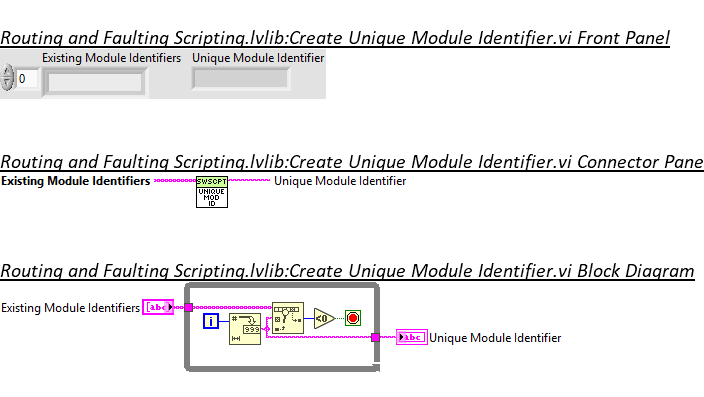 Routing and Faulting Scripting.lvlib:Create Unique Module Identifier.vi Front Panel
Existing Module Identifiers Unique Module Identifier
0
Routing and Faulting Scripting.lvlib:Create Unique Module Identifier.vi Connector Pane
Existing Module Identifiers Unique Module Identifier
SWSCPT
UNIQUE
MOD
ID
Routing and Faulting Scripting.lvlib:Create Unique Module Identifier.vi Block Diagram
Existing Module Identifiers abc
i # 999 <0
abc Unique Module Identifier